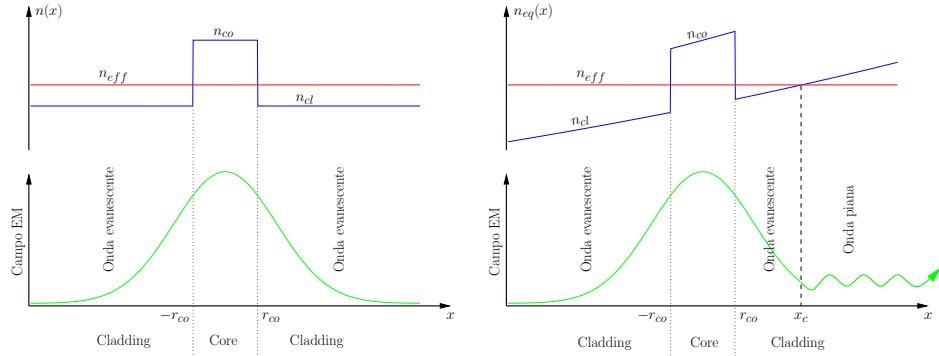 n(x)
n_co
n_eff
n_cl
Campo EM
Onda evanescente
Onda evanescente
−r_co
r_co
x
Cladding
Core
Cladding
n_eq(x)
n_co
n_eff
n_cl
Campo EM
Onda evanescente
Onda evanescente
Onda piana
−r_co
r_co
x_c
x
Cladding
Core
Cladding